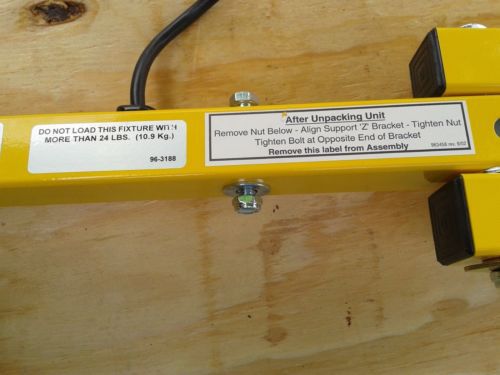 DO NOT LOAD THIS FIXTURE WITH
MORE THAN 24 LBS. (10.9 Kg.)
96-3188
After Unpacking Unit
Remove Nut Below - Align Support 'Z' Bracket - Tighten Nut
Tighten Bolt at Opposite End of Bracket
Remove this label from Assembly